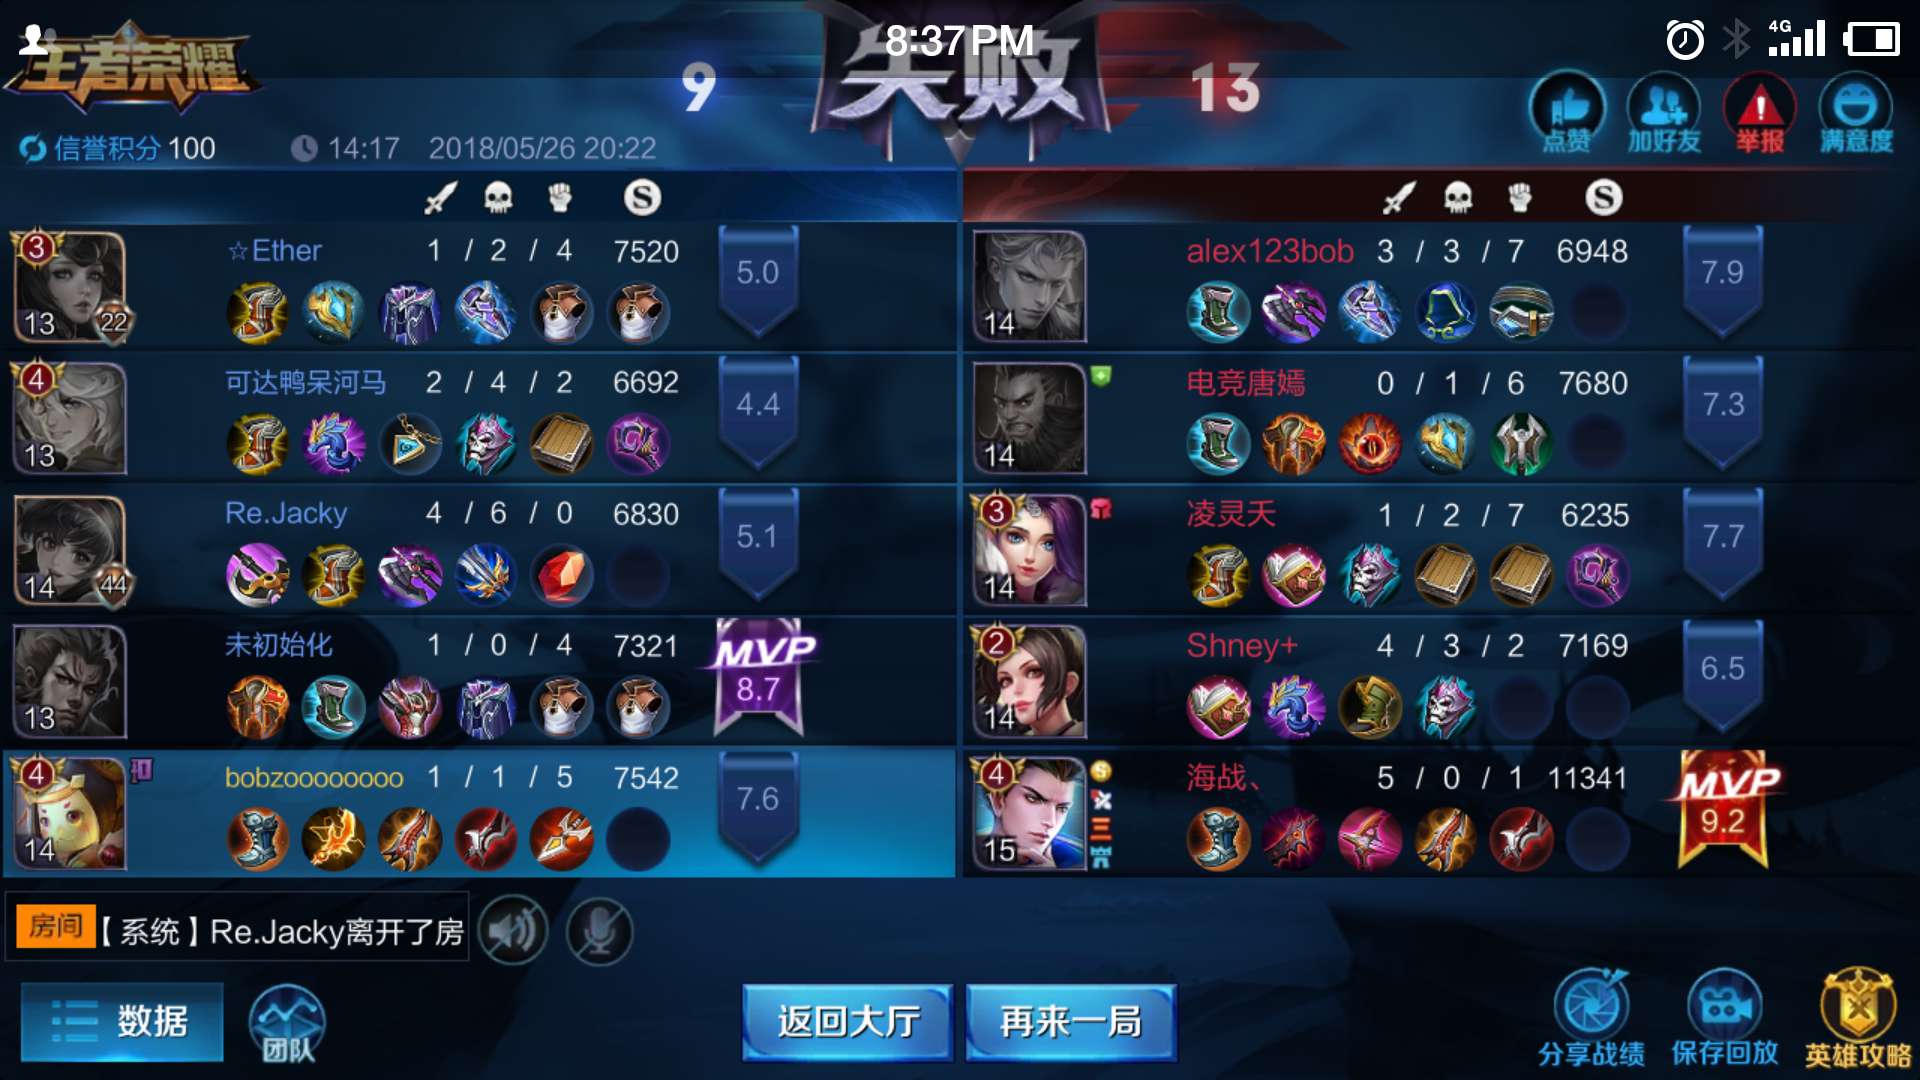 王者荣耀
8:37PM
4G
9 失败 13
信誉积分 100 14:17 2018/05/26 20:22
点赞 加好友 举报 满意度
S S
3 13 22 ☆Ether 1 / 2 / 4 7520 5.0
14 alex123bob 3 / 3 / 7 6948 7.9
4 13 可达鸭呆河马 2 / 4 / 2 6692 4.4
14 电竞唐嫣 0 / 1 / 6 7680 7.3
14 44 Re.Jacky 4 / 6 / 0 6830 5.1
3 14 凌灵夭 1 / 2 / 7 6235 7.7
13 未初始化 1 / 0 / 4 7321 MVP 8.7
2 14 Shney+ 4 / 3 / 2 7169 6.5
4 14 bobzoooooooo 1 / 1 / 5 7542 7.6
4 15 海战、 5 / 0 / 1 11341 MVP 9.2
房间 【系统】Re.Jacky离开了房
数据 团队 返回大厅 再来一局 分享战绩 保存回放 英雄攻略